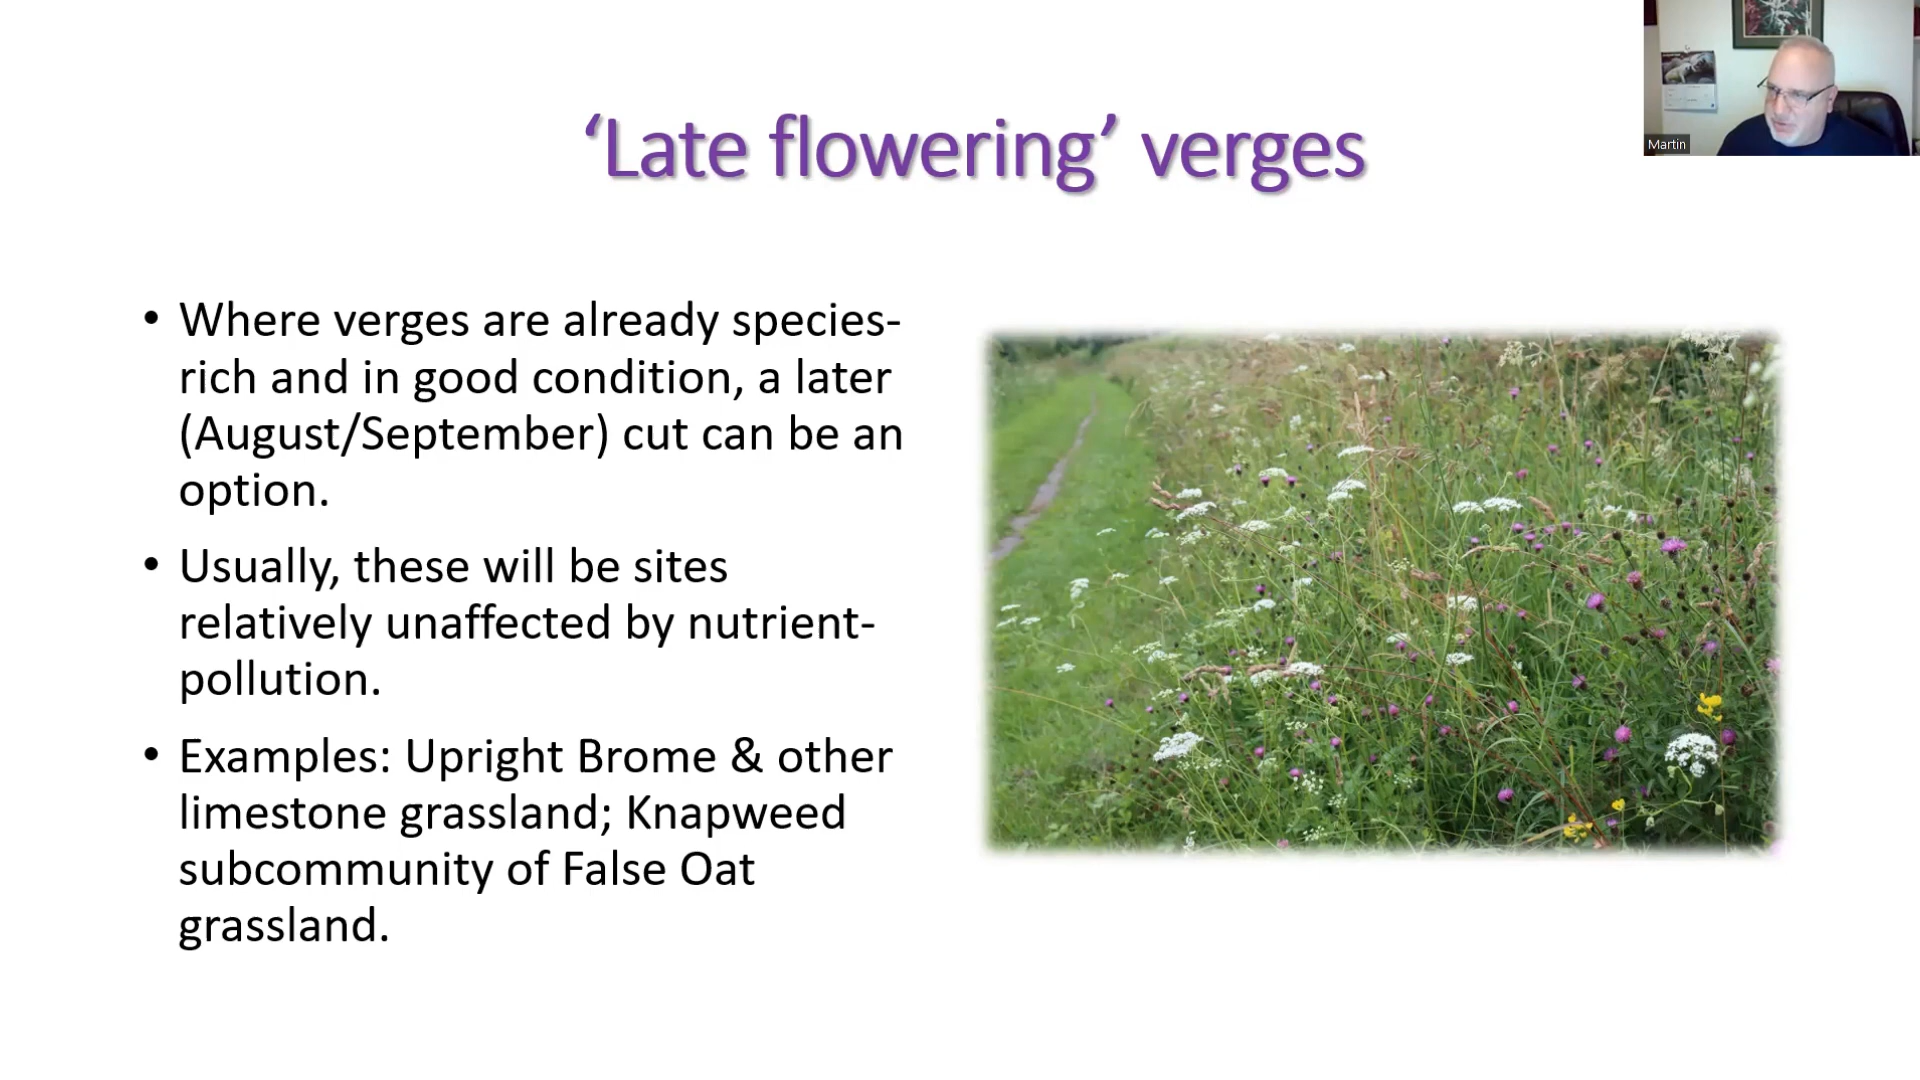 ‘Late flowering’ verges
Martin
• Where verges are already species-
rich and in good condition, a later
(August/September) cut can be an
option.
• Usually, these will be sites
relatively unaffected by nutrient-
pollution.
• Examples: Upright Brome & other
limestone grassland; Knapweed
subcommunity of False Oat
grassland.